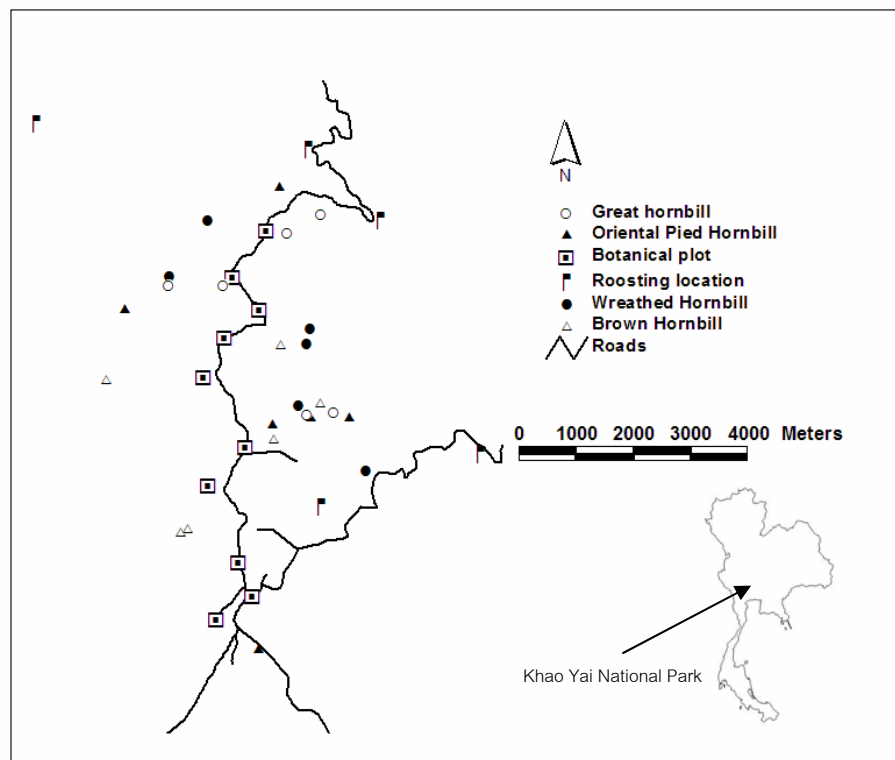 N
Great hornbill
Oriental Pied Hornbill
Botanical plot
Roosting location
Wreathed Hornbill
Brown Hornbill
Roads
0 1000 2000 3000 4000 Meters
Khao Yai National Park